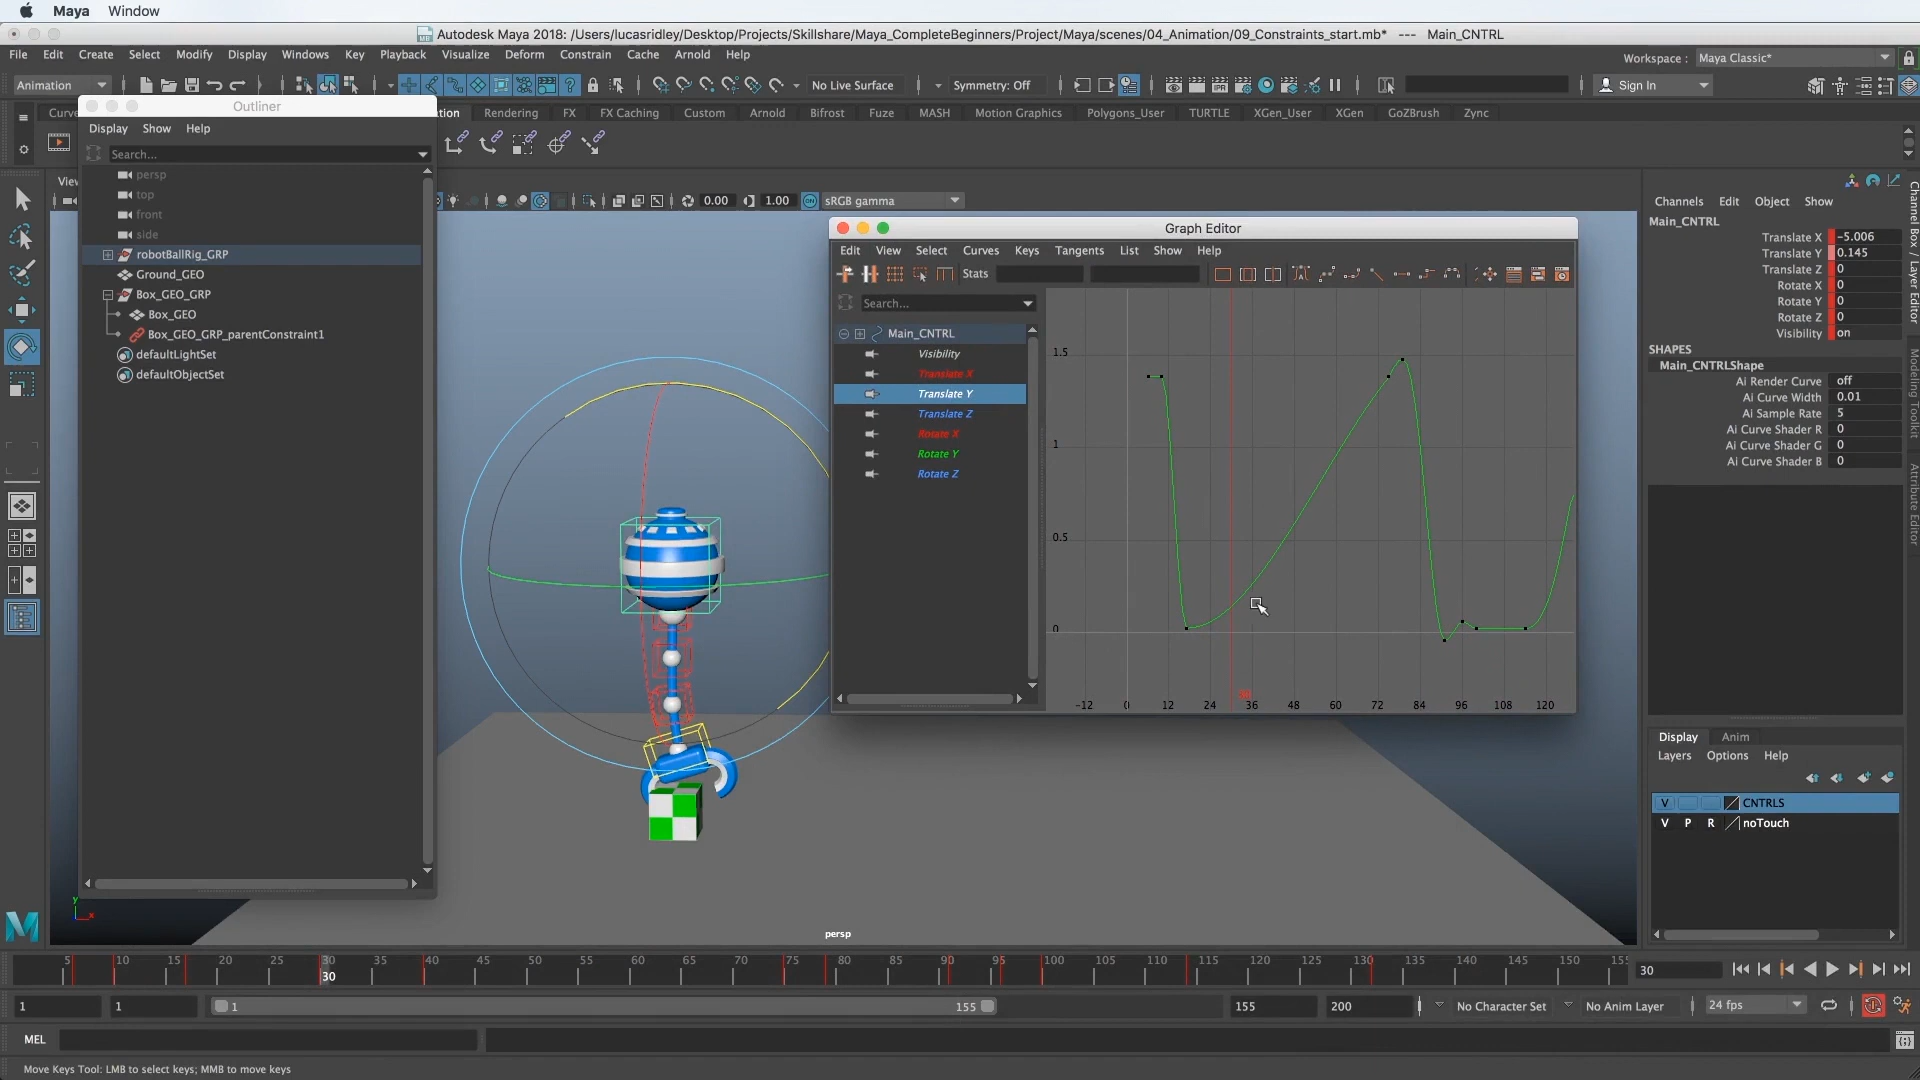 Maya Window
Autodesk Maya 2018: /Users/lucasridley/Desktop/Projects/Skillshare/Maya_CompleteBeginners/Project/Maya/scenes/04_Animation/09_Constraints_start.mb* --- Main_CNTRL
File Edit Create Select Modify Display Windows Key Playback Visualize Deform Constrain Cache Arnold Help
Workspace : Maya Classic*
Animation No Live Surface Symmetry: Off Sign In
Curve Rendering FX FX Caching Custom Arnold Bifrost Fuze MASH Motion Graphics Polygons_User TURTLE XGen_User XGen GoZBrush Zync
Outliner
Display Show Help
Search...
persp
top
front
side
robotBallRig_GRP
Ground_GEO
Box_GEO_GRP
Box_GEO
Box_GEO_GRP_parentConstraint1
defaultLightSet
defaultObjectSet
0.00 1.00 sRGB gamma
Graph Editor
Edit View Select Curves Keys Tangents List Show Help
Stats
Search...
Main_CNTRL
Visibility
Translate X
Translate Y
Translate Z
Rotate X
Rotate Y
Rotate Z
1.5
1
0.5
0
-12 0 12 24 36 48 60 72 84 96 108 120
persp
Channels Edit Object Show
Main_CNTRL
Translate X -5.006
Translate Y 0.145
Translate Z 0
Rotate X 0
Rotate Y 0
Rotate Z 0
Visibility on
SHAPES
Main_CNTRLShape
Ai Render Curve off
Ai Curve Width 0.01
Ai Sample Rate 5
Ai Curve Shader R 0
Ai Curve Shader G 0
Ai Curve Shader B 0
Channel Box / Layer Editor
Modeling Toolkit
Attribute Editor
Display Anim
Layers Options Help
V CNTRLS
V P R noTouch
5 10 15 20 25 30 35 40 45 50 55 60 65 70 75 80 85 90 95 100 105 110 115 120 125 130 135 140 145 150
30
30
1 1 1 155 155 200 No Character Set No Anim Layer 24 fps
MEL
Move Keys Tool: LMB to select keys; MMB to move keys